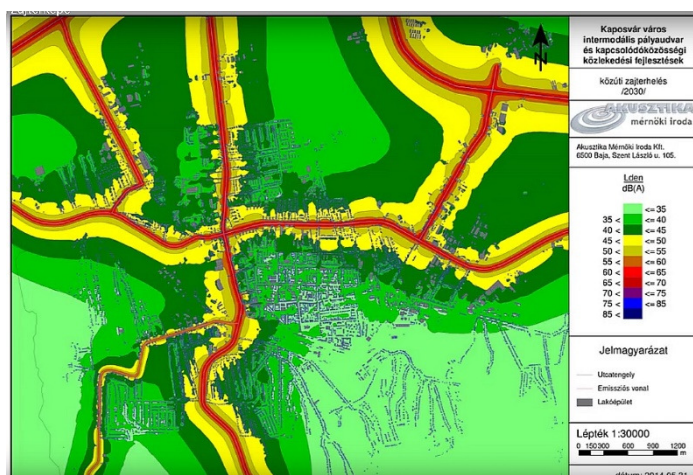 Zajtérképe
Kaposvár város
intermodális pályaudvar
és kapcsolódóközösségi
közlekedési fejlesztések
közúti zajterhelés
/2030/
AKUSZTIKA
mérnöki iroda
Akusztika Mérnöki Iroda Kft.
6500 Baja, Szent László u. 105.
Lden
dB(A)
<= 35
35 < <= 40
40 < <= 45
45 < <= 50
50 < <= 55
55 < <= 60
60 < <= 65
65 < <= 70
70 < <= 75
75 < <= 85
85 <
Jelmagyarázat
Utcatengely
Emissziós vonal
Lakóépület
Lépték 1:30000
0 150300 600 900 1200
m
N